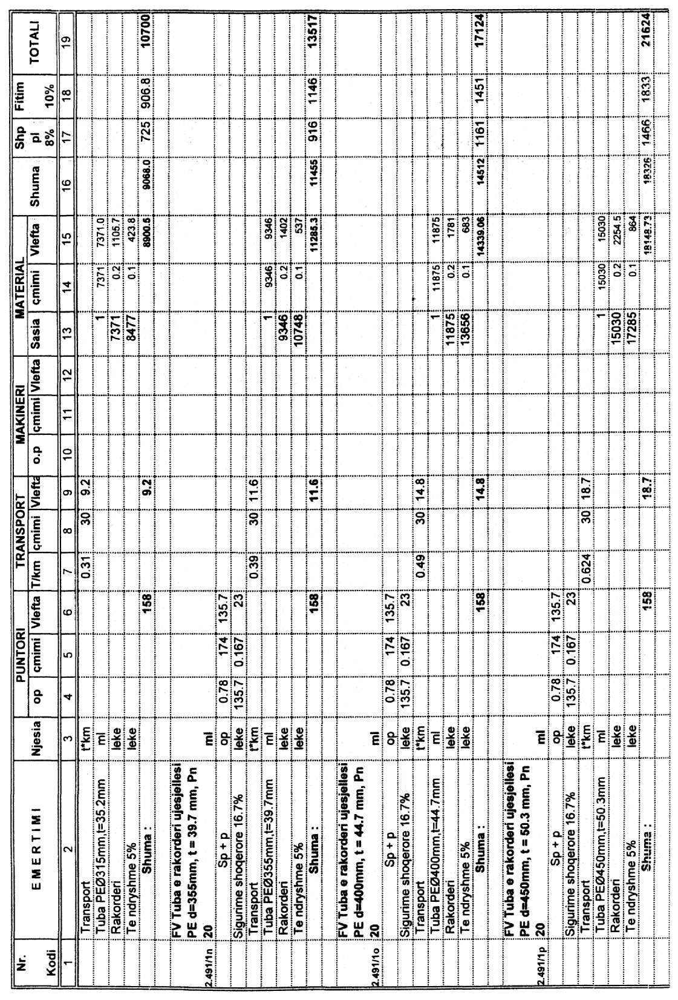 Nr. E M E R T I M I Njesia PUNTORI TRANSPORT MAKINERI MATERIAL Shuma Shp pl 8% Fitim 10% TOTALI
Kodi op çmimi Vlefta T/km çmimi Vlefta o.p çmimi Vlefta Sasia çmimi Vlefta
1 2 3 4 5 6 7 8 9 10 11 12 13 14 15 16 17 18 19
Transport t*km 0.31 30 9.2
Tuba PEØ315mm,t=35.2mm ml 1 7371 7371.0
Rakorderi leke 7371 0.2 1105.7
Te ndryshme 5% leke 8477 0.1 423.8
Shuma : 158 9.2 8900.5 9068.0 725 906.8 10700
FV Tuba e rakorderi ujesjellesi
PE d=355mm, t = 39.7 mm, Pn
2.491/1n 20 ml
Sp + p op 0.78 174 135.7
Sigurime shoqerore 16.7% leke 135.7 0.167 23
Transport t*km 0.39 30 11.6
Tuba PEØ355mm,t=39.7mm ml 1 9346 9346
Rakorderi leke 9346 0.2 1402
Te ndryshme 5% leke 10748 0.1 537
Shuma : 158 11.6 11285.3 11455 916 1146 13517
FV Tuba e rakorderi ujesjellesi
PE d=400mm, t = 44.7 mm, Pn
2.491/1o 20 ml
Sp + p op 0.78 174 135.7
Sigurime shoqerore 16.7% leke 135.7 0.167 23
Transport t*km 0.49 30 14.8
Tuba PEØ400mm,t=44.7mm ml 1 11875 11875
Rakorderi leke 11875 0.2 1781
Te ndryshme 5% leke 13656 0.1 683
Shuma : 158 14.8 14339.06 14512 1161 1451 17124
FV Tuba e rakorderi ujesjellesi
PE d=450mm, t = 50.3 mm, Pn
2.491/1p 20 ml
Sp + p op 0.78 174 135.7
Sigurime shoqerore 16.7% leke 135.7 0.167 23
Transport t*km 0.624 30 18.7
Tuba PEØ450mm,t=50.3mm ml 1 15030 15030
Rakorderi leke 15030 0.2 2254.5
Te ndryshme 5% leke 17285 0.1 864
Shuma : 158 18.7 18148.73 18326 1466 1833 21624